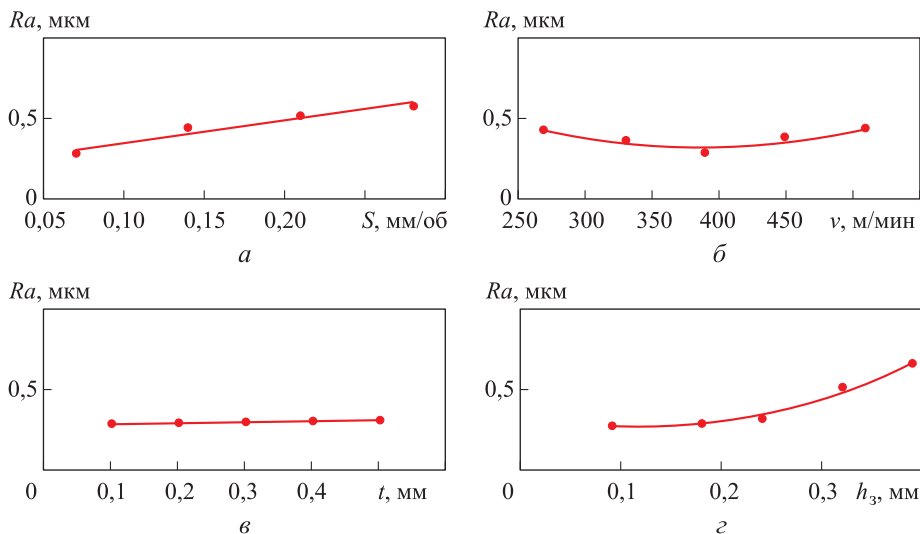 Ra, мкм
0,5
0
0,05 0,10 0,15 0,20 S, мм/об
а
Ra, мкм
0,5
0
250 300 350 400 450 v, м/мин
б
Ra, мкм
0,5
0 0,1 0,2 0,3 0,4 t, мм
в
Ra, мкм
0,5
0 0,1 0,2 0,3 hз, мм
г